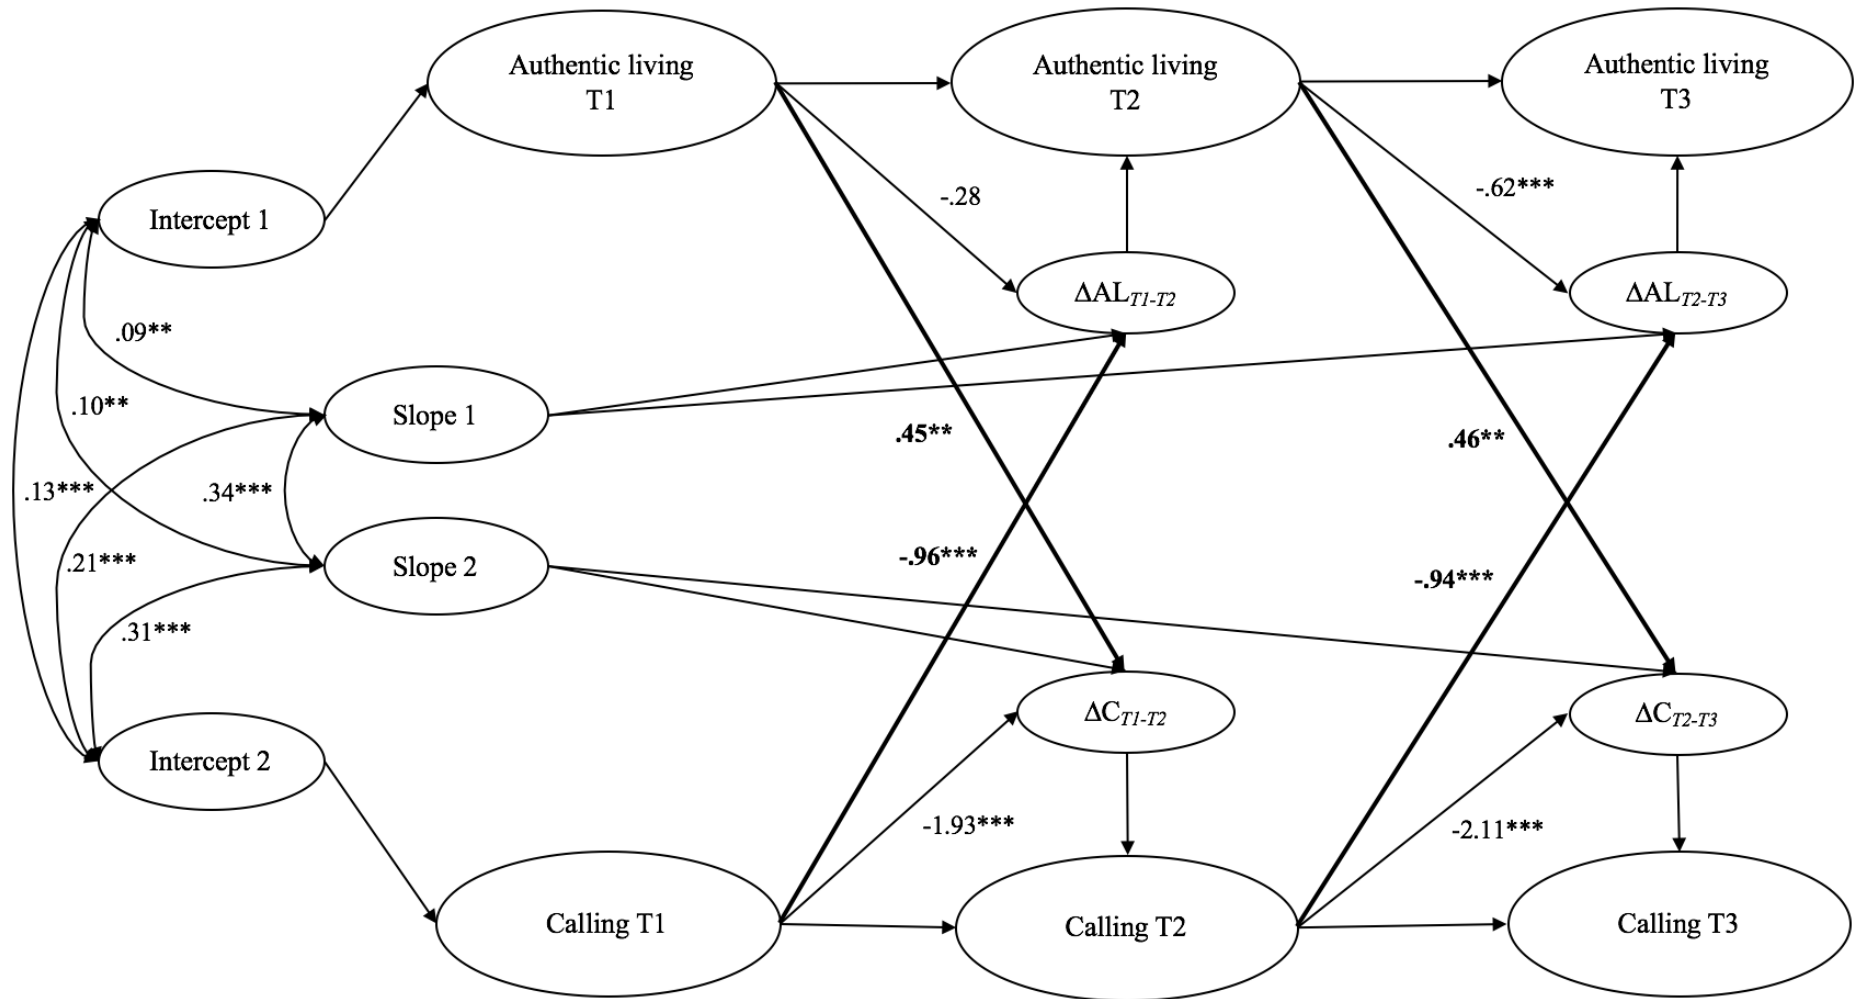 Authentic living
T1
Authentic living
T2
Authentic living
T3
-.28
-.62***
Intercept 1
ΔAL T1-T2
ΔAL T2-T3
.09**
.10**
Slope 1
.45**
.46**
.13***
.34***
.21***
Slope 2
-.96***
-.94***
.31***
ΔC T1-T2
ΔC T2-T3
Intercept 2
-1.93***
-2.11***
Calling T1
Calling T2
Calling T3